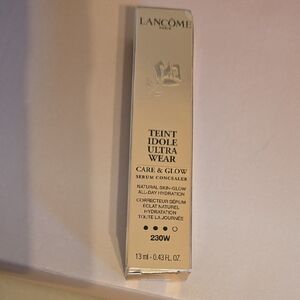 LANCÔME
PARIS
TEINT
IDOLE
ULTRA
WEAR
CARE & GLOW
SERUM CONCEALER
NATURAL SKIN-GLOW
ALL-DAY HYDRATION
CORRECTEUR SÉRUM
ÉCLAT NATUREL
HYDRATATION
TOUTE LA JOURNÉE
230W
13 ml - 0.43 FL. OZ.